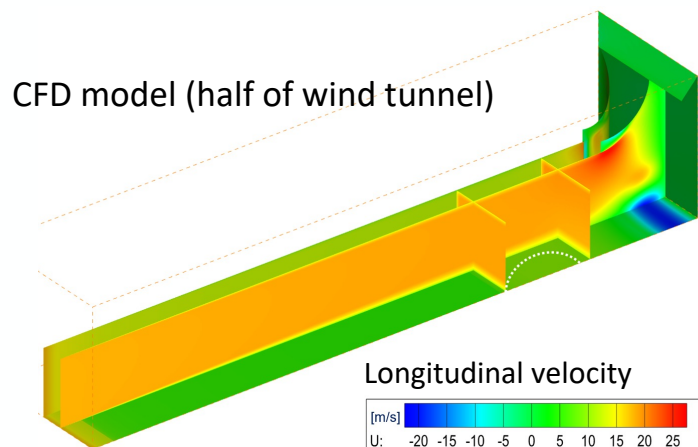 CFD model (half of wind tunnel)
Longitudinal velocity
[m/s]
U: -20 -15 -10 -5 0 5 10 15 20 25